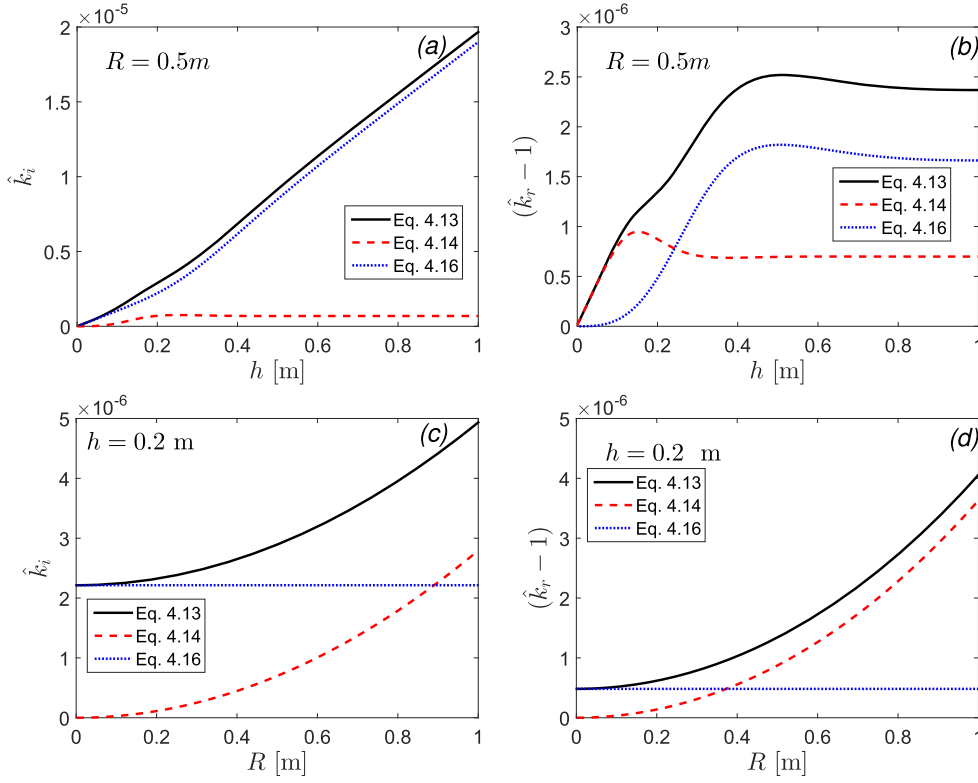 ×10⁻⁵
(a)
R = 0.5m
2
1.5
1
0.5
0
k̂ᵢ
Eq. 4.13
Eq. 4.14
Eq. 4.16
0 0.2 0.4 0.6 0.8 1
h [m]
×10⁻⁶
(b)
R = 0.5m
3
2.5
2
1.5
1
0.5
0
(k̂ᵣ − 1)
Eq. 4.13
Eq. 4.14
Eq. 4.16
0 0.2 0.4 0.6 0.8 1
h [m]
×10⁻⁶
(c)
h = 0.2 m
5
4
3
2
1
0
k̂ᵢ
Eq. 4.13
Eq. 4.14
Eq. 4.16
0 0.2 0.4 0.6 0.8 1
R [m]
×10⁻⁶
(d)
h = 0.2 m
5
4
3
2
1
0
(k̂ᵣ − 1)
Eq. 4.13
Eq. 4.14
Eq. 4.16
0 0.2 0.4 0.6 0.8 1
R [m]